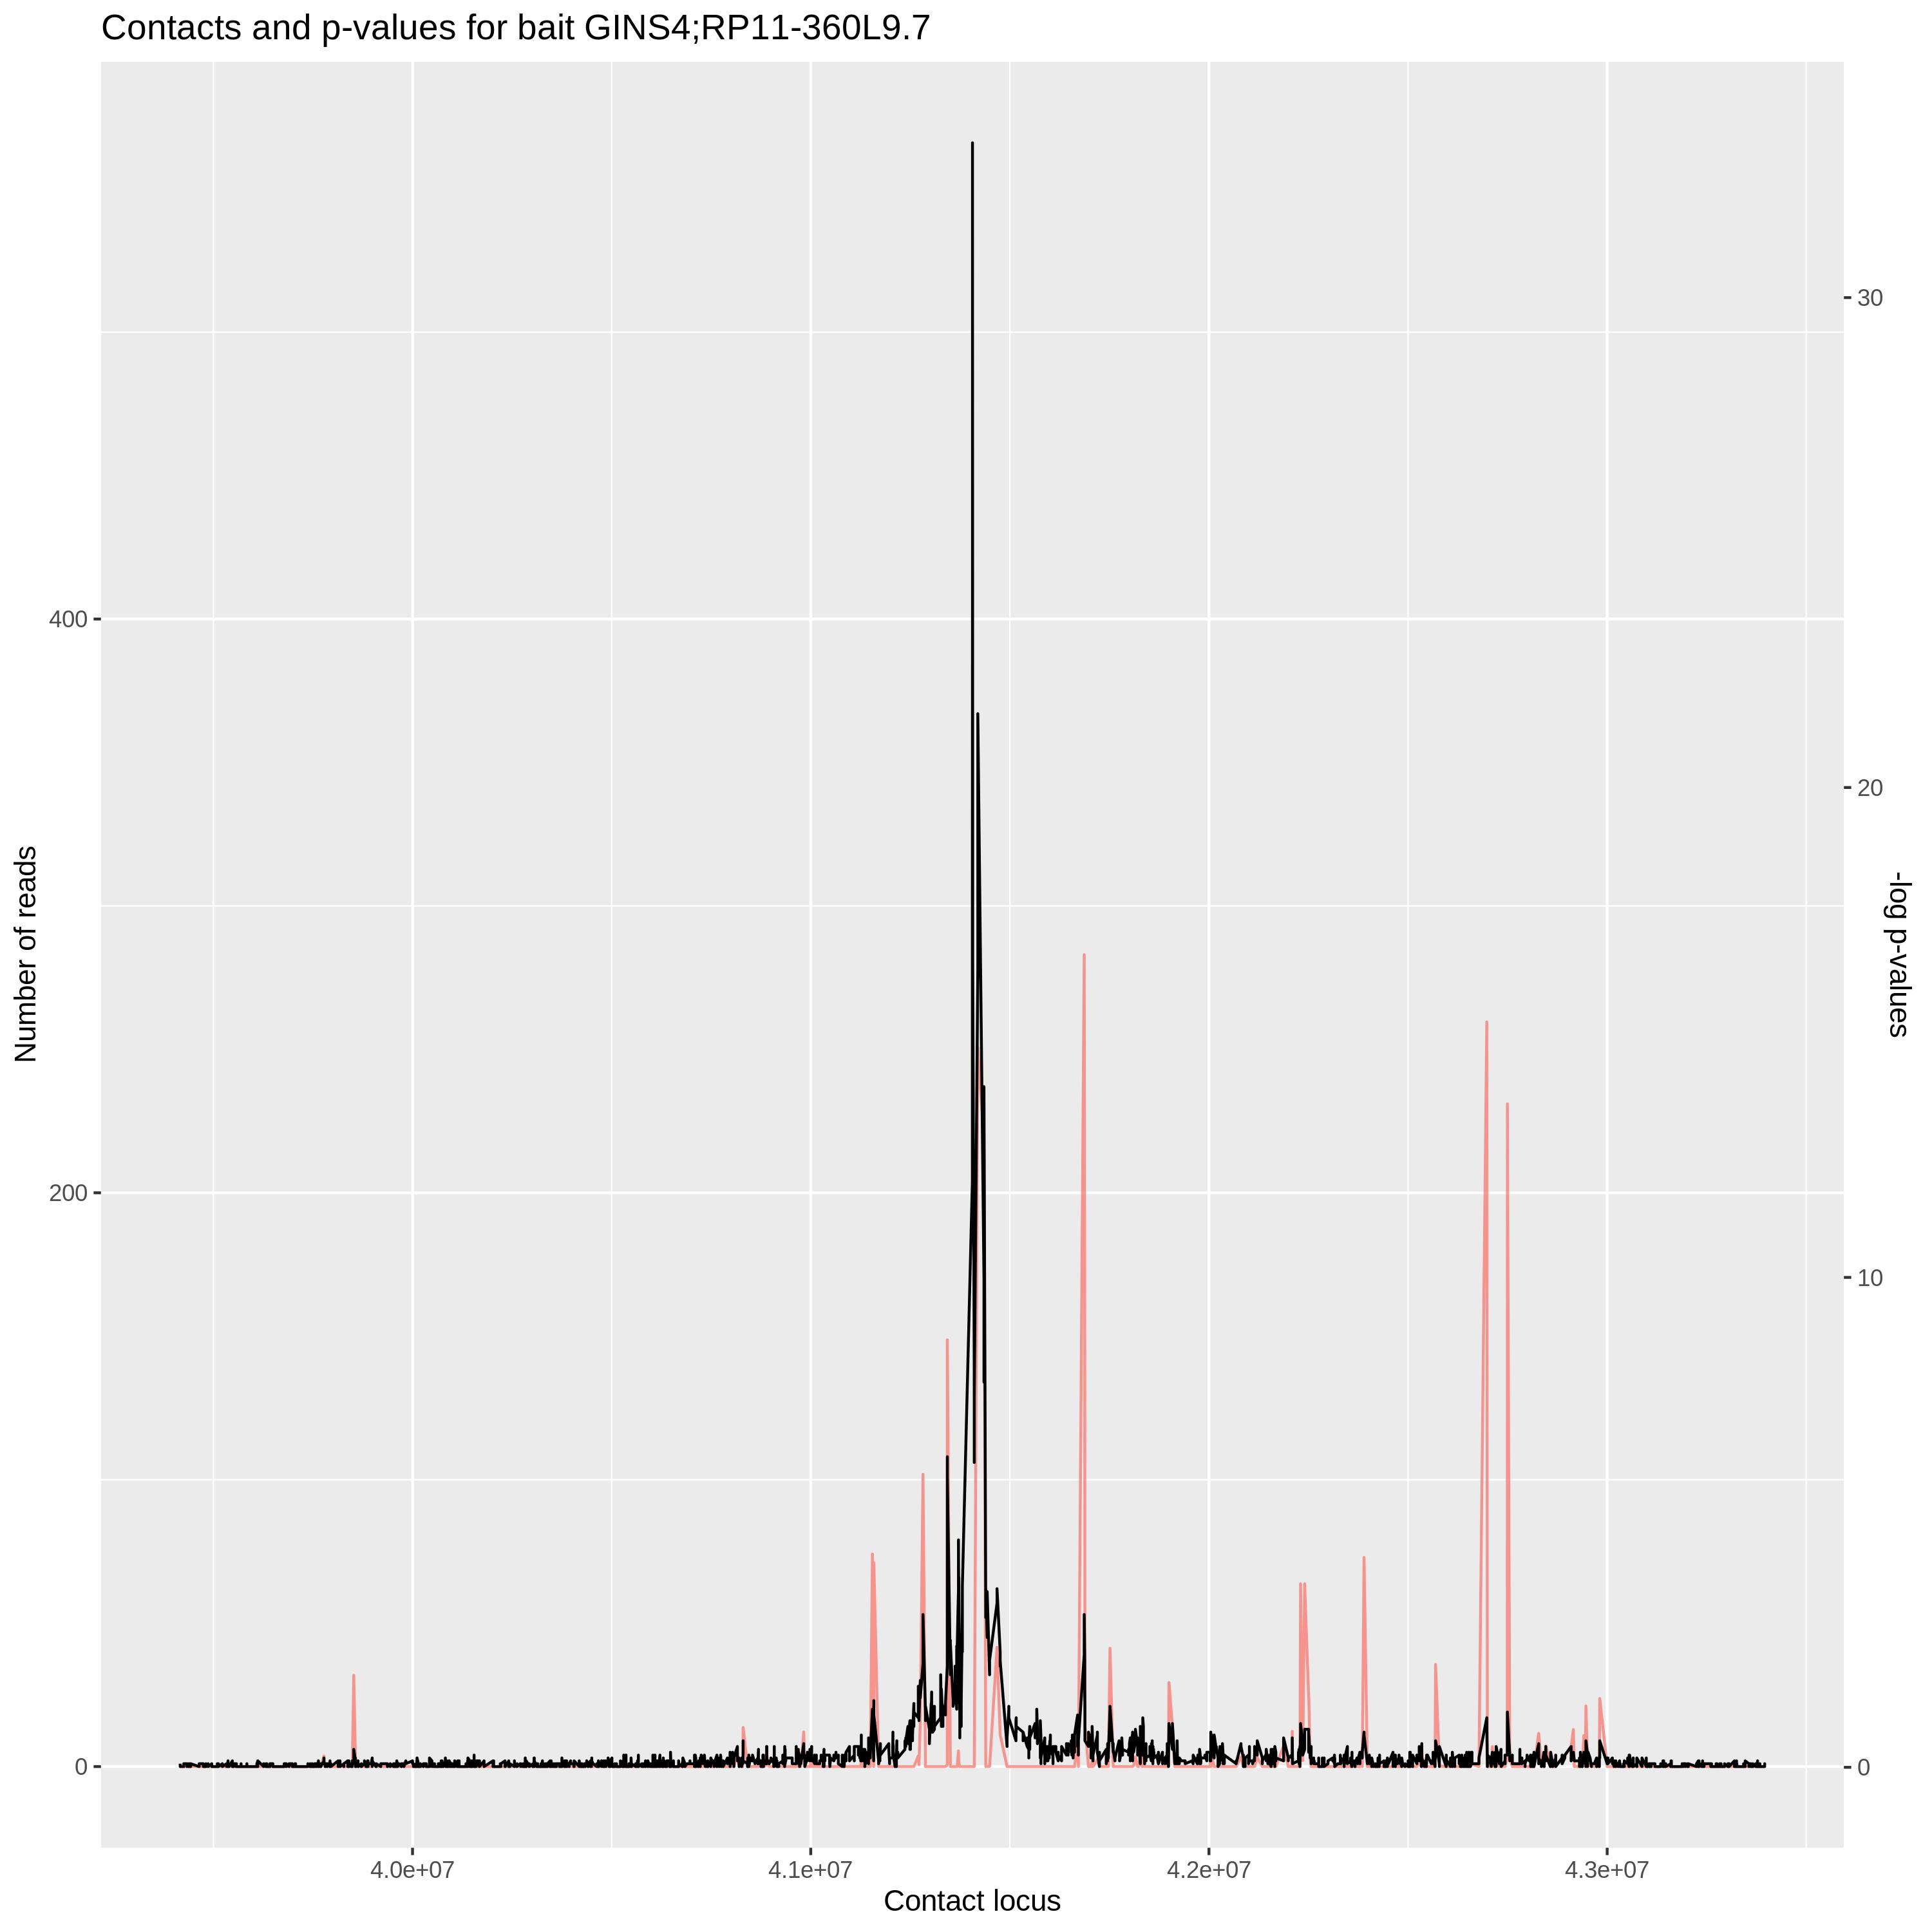 Contacts and p-values for bait GINS4;RP11-360L9.7
Number of reads
400
200
0
30
20
10
0
-log p-values
4.0e+07
4.1e+07
4.2e+07
4.3e+07
Contact locus